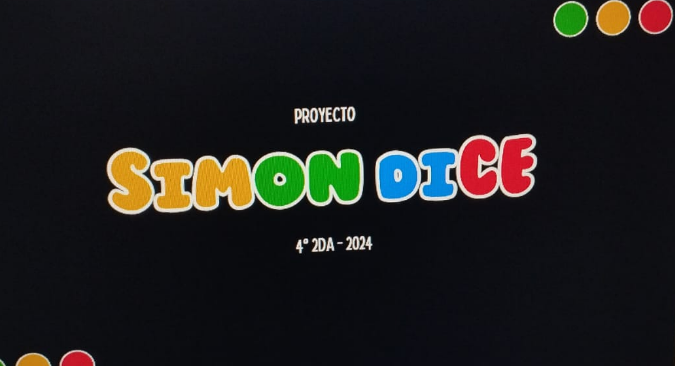 PROYECTO
SIMON DICE
4° 2DA - 2024